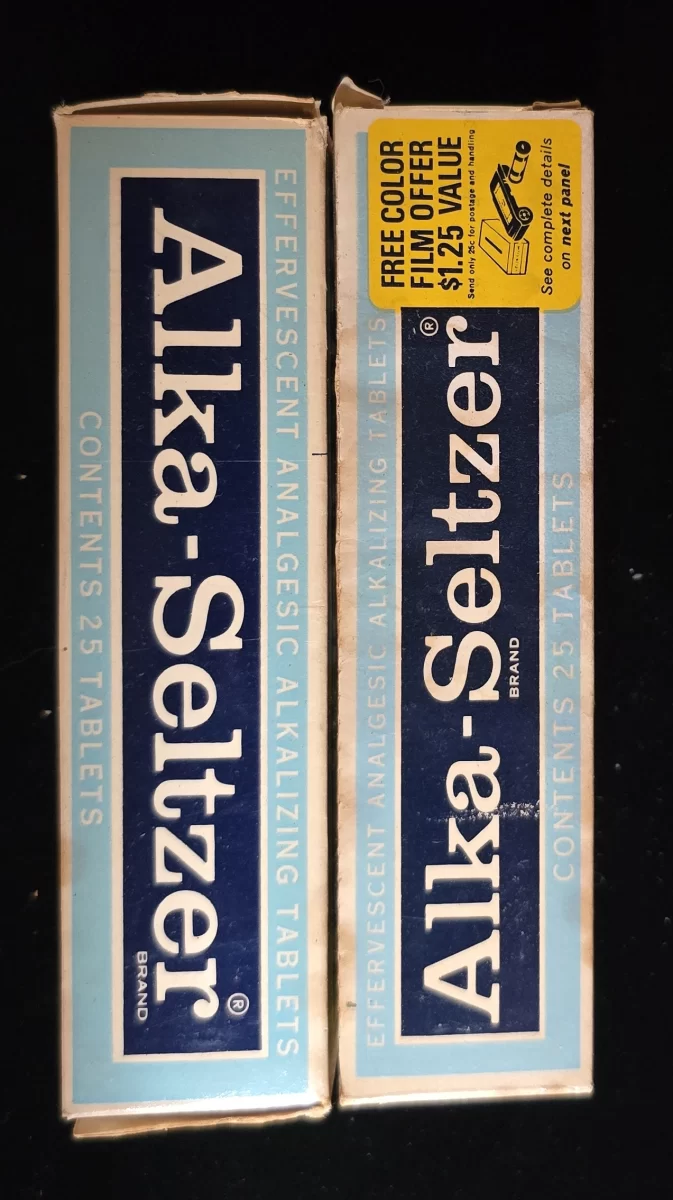 EFFERVESCENT ANALGESIC ALKALIZING TABLETS
Alka-Seltzer®
BRAND
CONTENTS 25 TABLETS
FREE COLOR
FILM OFFER
$1.25 VALUE
Send only 25c for postage and handling
See complete details
on next panel
EFFERVESCENT ANALGESIC ALKALIZING TABLETS
Alka-Seltzer®
BRAND
CONTENTS 25 TABLETS